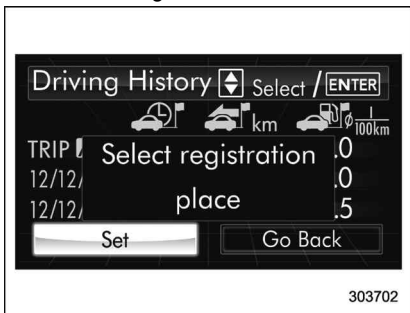 Driving History Select / ENTER
km l/100km
TRIP .0
Select registration
place
12/12/ .0
12/12/ .5
Set Go Back
303702